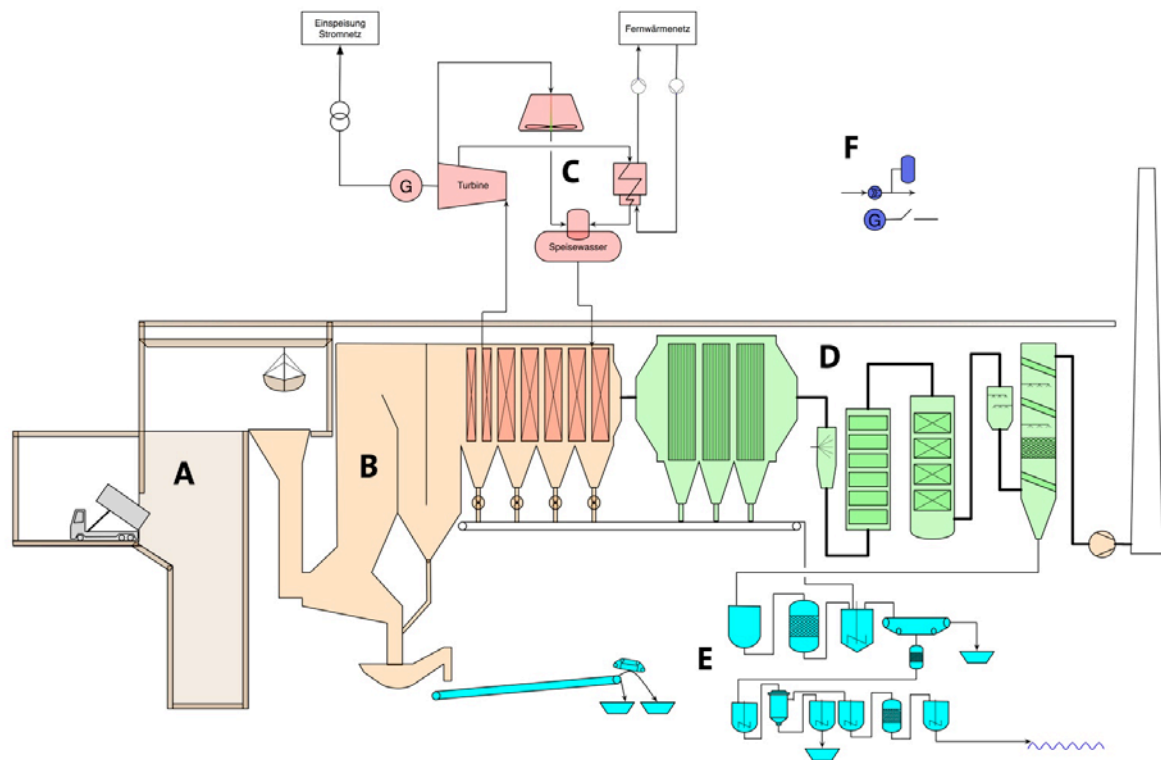 Einspeisung
Stromnetz
Fernwärmenetz
C
F
G
Turbine
G
Speisewasser
D
A
B
E